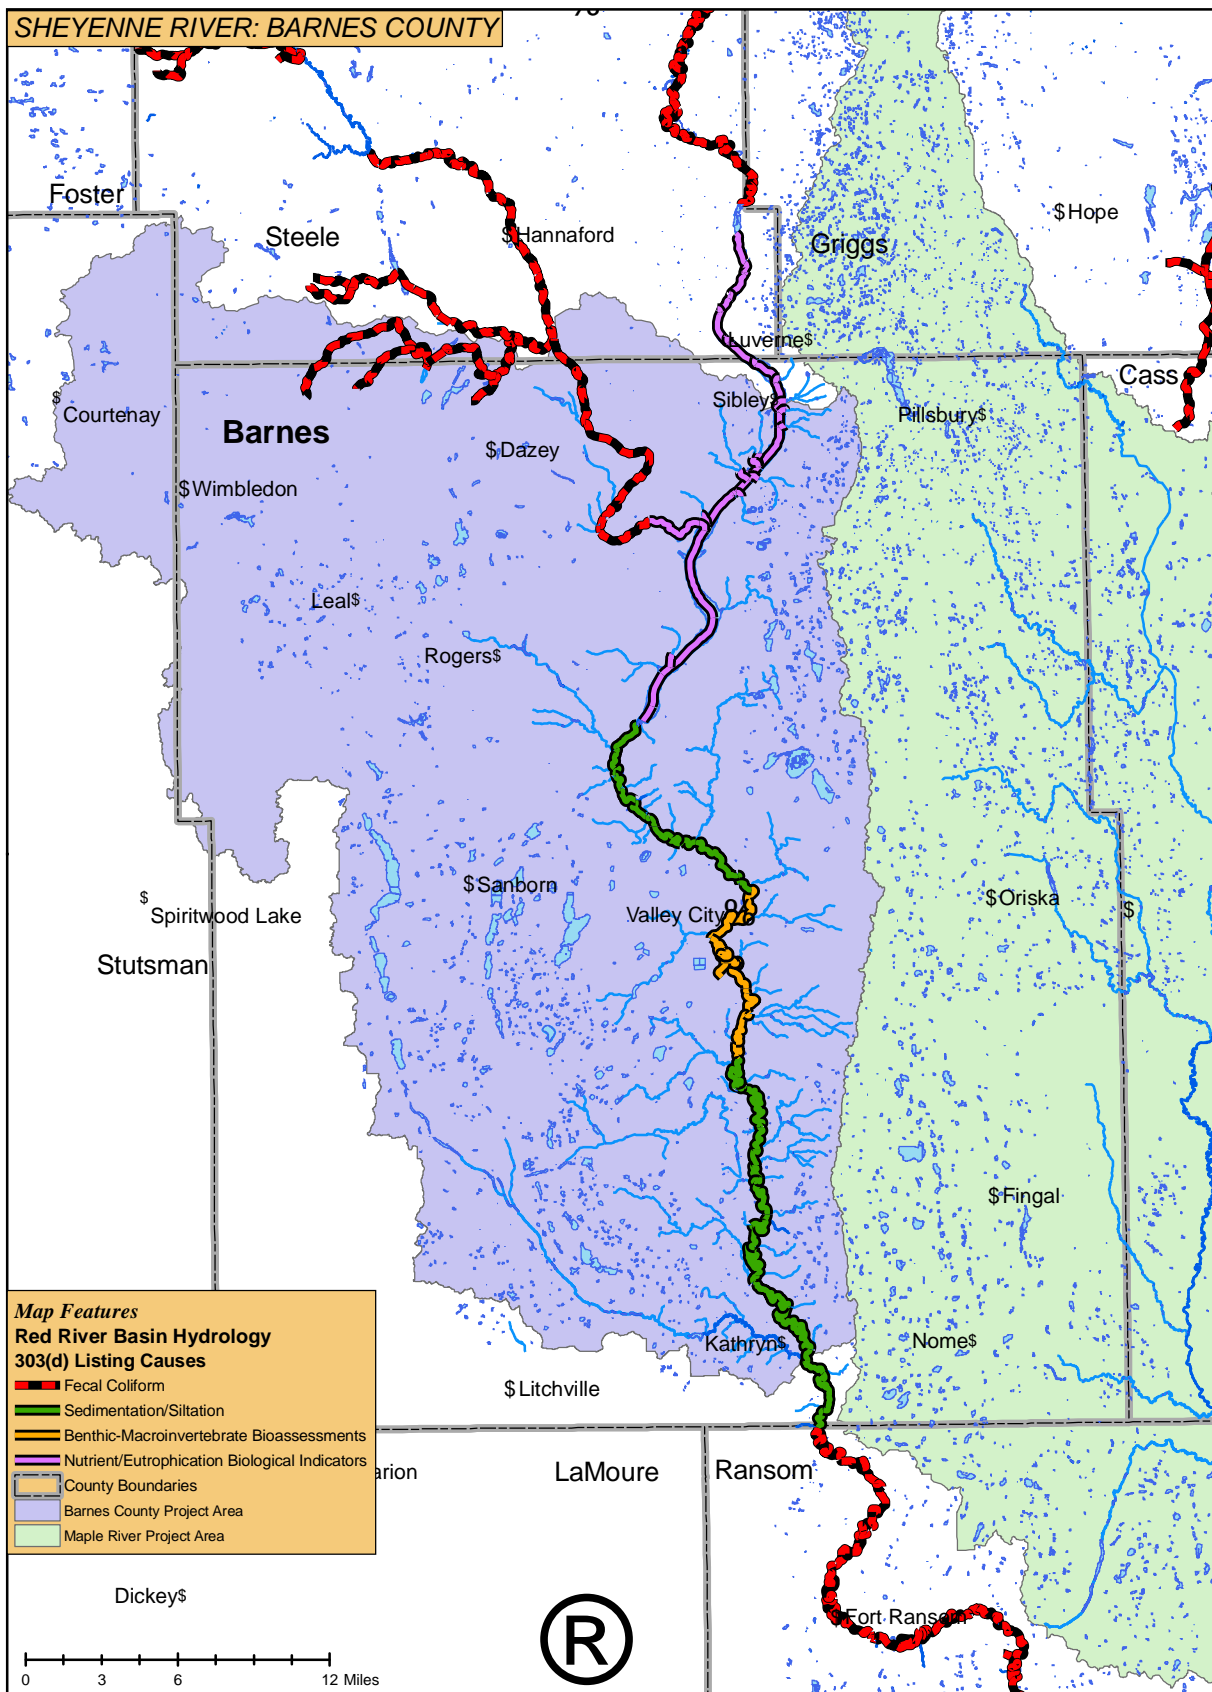 SHEYENNE RIVER: BARNES COUNTY
Foster
Steele
$Hannaford
Griggs
$Hope
Luverne$
Cass
$
Courtenay
Barnes
Sibley$
Pillsbury$
$Dazey
$Wimbledon
Leal$
Rogers$
$Sanborn
$
Spiritwood Lake
Valley City
$Oriska
$
Stutsman
$Fingal
Kathryn$
Nome$
$Litchville
Map Features
Red River Basin Hydrology
303(d) Listing Causes
Fecal Coliform
Sedimentation/Siltation
Benthic-Macroinvertebrate Bioassessments
Nutrient/Eutrophication Biological Indicators
County Boundaries
Barnes County Project Area
Maple River Project Area
arion
LaMoure
Ransom
Dickey$
$Fort Ransom
®
0 3 6 12 Miles